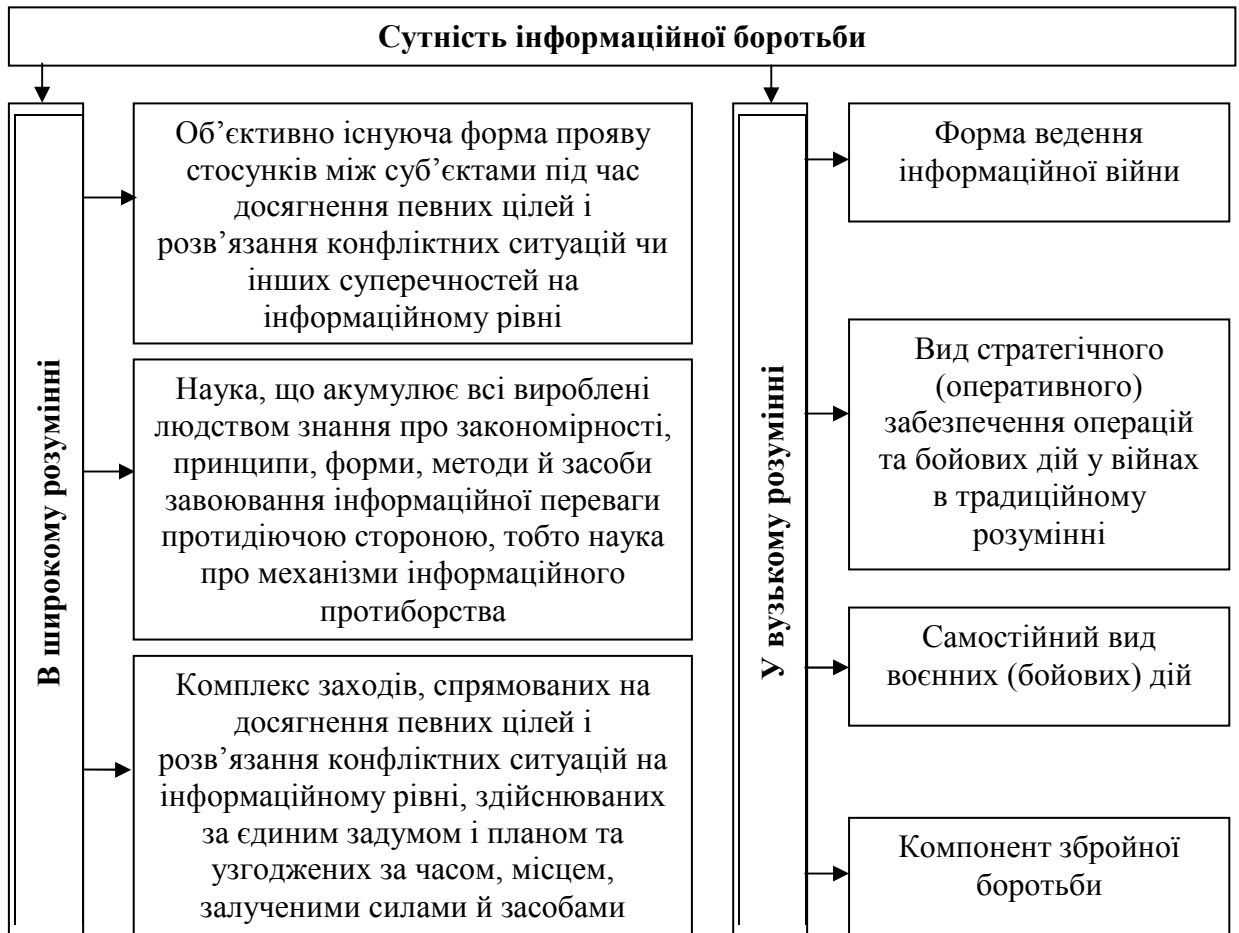 Сутність інформаційної боротьби
В широкому розумінні
Об’єктивно існуюча форма прояву
стосунків між суб’єктами під час
досягнення певних цілей і
розв’язання конфліктних ситуацій чи
інших суперечностей на
інформаційному рівні
Наука, що акумулює всі вироблені
людством знання про закономірності,
принципи, форми, методи й засоби
завоювання інформаційної переваги
протидіючою стороною, тобто наука
про механізми інформаційного
протиборства
Комплекс заходів, спрямованих на
досягнення певних цілей і
розв’язання конфліктних ситуацій на
інформаційному рівні, здійснюваних
за єдиним задумом і планом та
узгоджених за часом, місцем,
залученими силами й засобами
У вузькому розумінні
Форма ведення
інформаційної війни
Вид стратегічного
(оперативного)
забезпечення операцій
та бойових дій у війнах
в традиційному
розумінні
Самостійний вид
воєнних (бойових) дій
Компонент збройної
боротьби